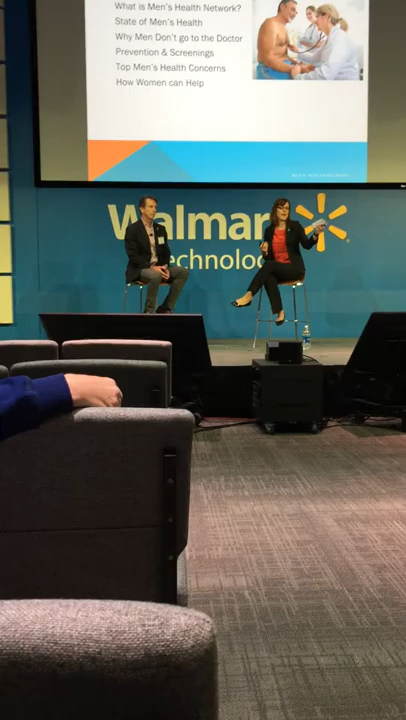 What is Men's Health Network?
State of Men's Health
Why Men Don't go to the Doctor
Prevention & Screenings
Top Men's Health Concerns
How Women can Help
Walmar
echnolo